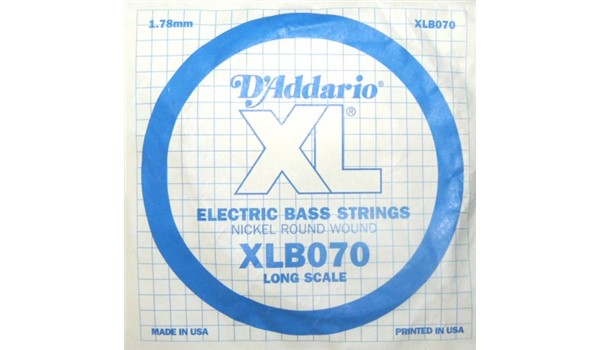 1.78mm XLB070
D'Addario®
XL®
ELECTRIC BASS STRINGS
NICKEL ROUND WOUND
XLB070
LONG SCALE
MADE IN USA PRINTED IN USA